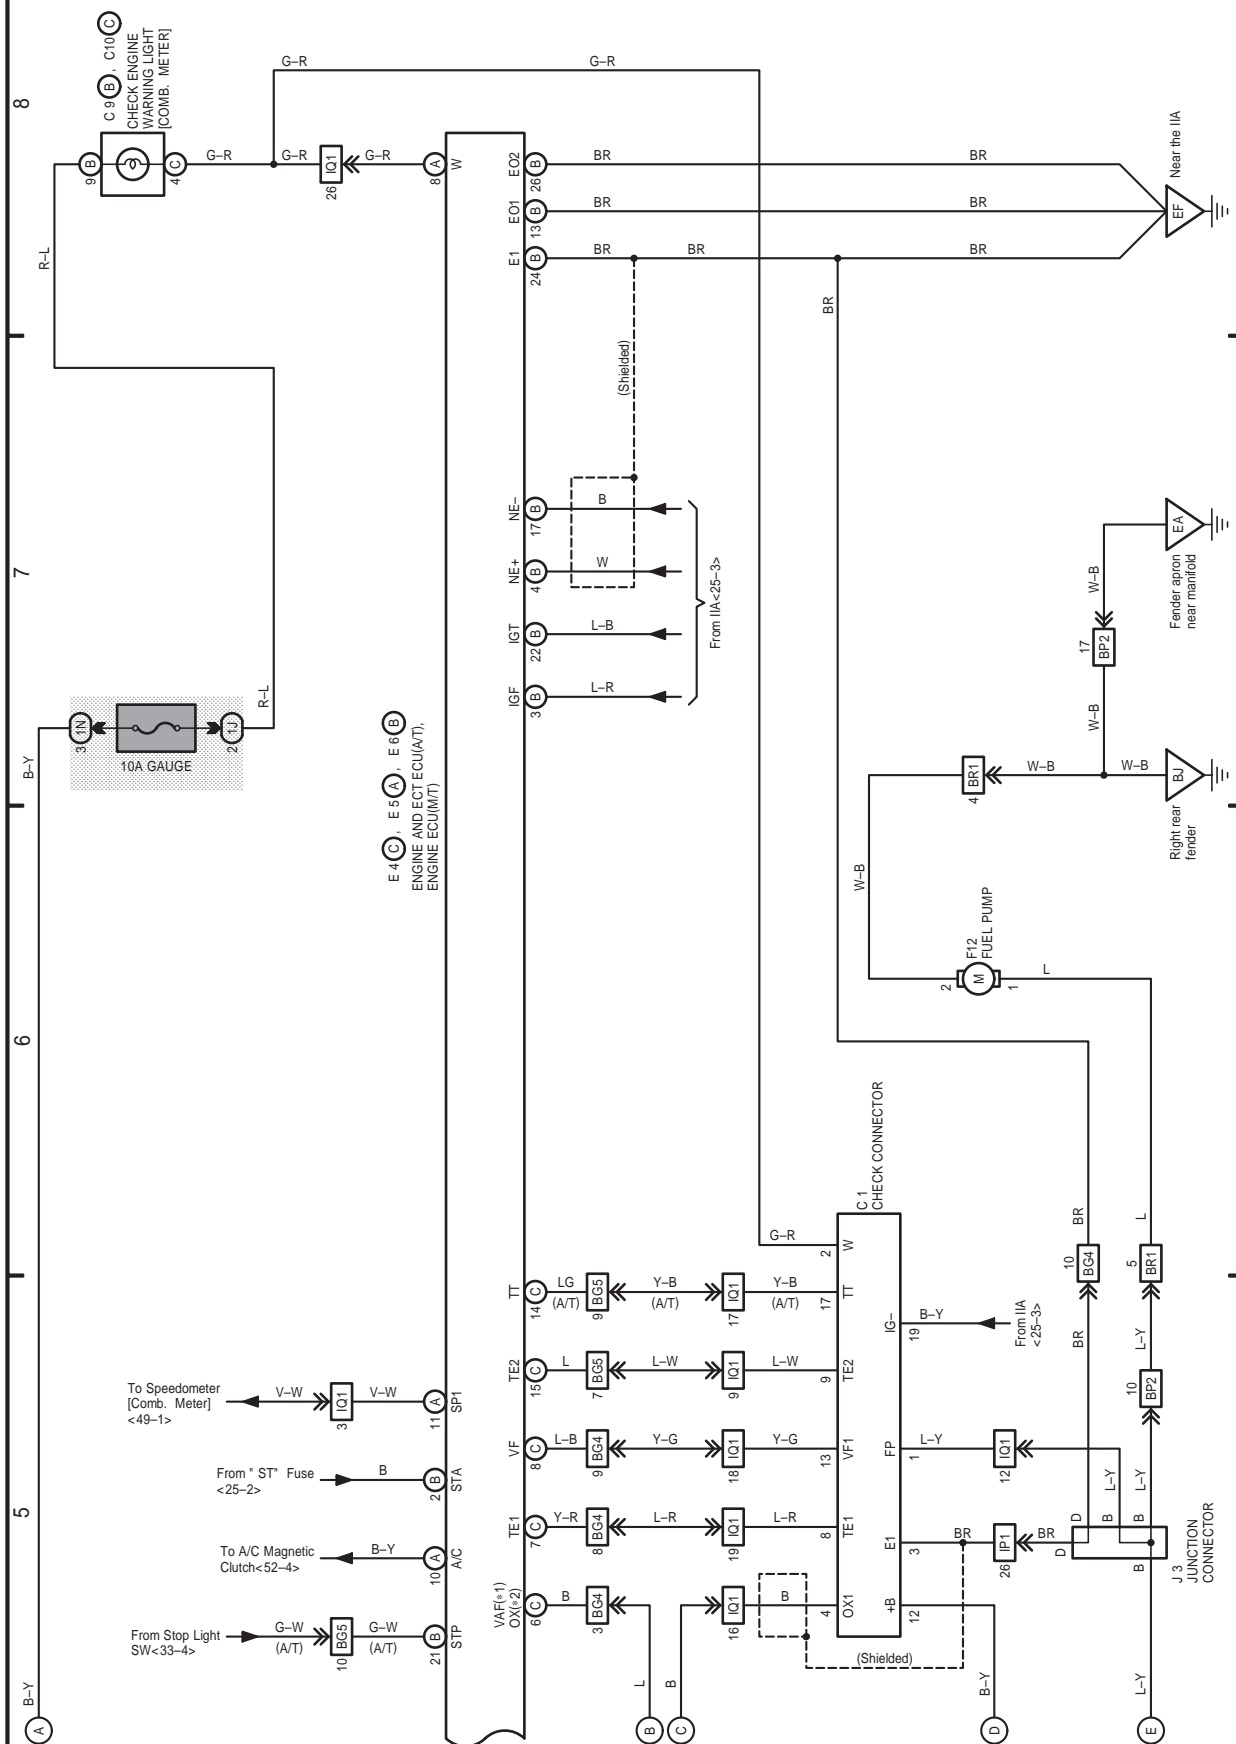 8
C 9 B , C10 C
CHECK ENGINE
WARNING LIGHT
[COMB. METER]
9 B
4 C
R–L
G–R
G–R
G–R
G–R
G–R
26 IQ1
8 A
W
EO2
26 B
EO1
13 B
E1
24 B
BR
BR
BR
BR
BR
BR
BR
BR
EF
Near the IIA
(Shielded)
7
3 1N
10A GAUGE
2 1J
R–L
B–Y
NE–
17 B
B
NE+
4 B
W
IGT
22 B
L–B
IGF
3 B
L–R
From IIA<25–3>
EA
Fender apron
near manifold
W–B
17 BP2
W–B
W–B
W–B
4 BR1
BJ
Right rear
fender
W–B
E 4 C , E 5 A , E 6 B
ENGINE AND ECT ECU(A/T),
ENGINE ECU(M/T)
6
F12
FUEL PUMP
2
M
1
L
C 1
CHECK CONNECTOR
G–R
2 W
TT
14 C
LG
(A/T)
9 BG5
Y–B
(A/T)
17 IQ1
Y–B
(A/T)
17 TT
BR
10 BG4
BR
L
5 BR1
L–Y
10 BP2
IG–
19
B–Y
From IIA
<25–3>
5
To Speedometer
[Comb. Meter]
<49–1>
V–W
3 IQ1
V–W
11 A
SP1
TE2
15 C
L
7 BG5
L–W
9 IQ1
L–W
9 TE2
From " ST" Fuse
<25–2>
B
2 B
STA
VF
8 C
L–B
9 BG4
Y–G
18 IQ1
Y–G
13 VF1
FP
1
L–Y
12 IQ1
L–Y
L–Y
To A/C Magnetic
Clutch<52–4>
B–Y
10 A
A/C
TE1
7 C
Y–R
8 BG4
L–R
19 IQ1
L–R
8 TE1
E1
3
BR
26 IP1
BR
D
D
B
B
B
J 3
JUNCTION
CONNECTOR
From Stop Light
SW<33–4>
G–W
(A/T)
10 BG5
G–W
(A/T)
21 B
STP
VAF(*1)
OX(*2)
6 C
B
3 BG4
L
B
16 IQ1
B
4 OX1
+B
12
(Shielded)
B–Y
L–Y
B–Y
A
B
C
D
E